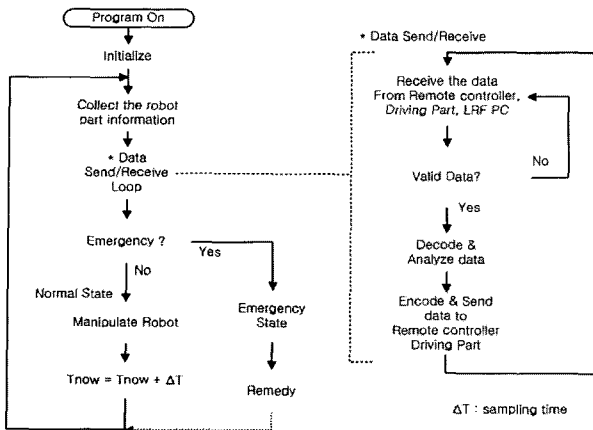 Program On
Initialize
Collect the robot
part information
* Data
Send/Receive
Loop
Emergency ?
Yes
No
Normal State
Manipulate Robot
Tnow = Tnow + ΔT
Emergency
State
Remedy
* Data Send/Receive
Receive the data
From Remote controller,
Driving Part, LRF PC
No
Valid Data?
Yes
Decode &
Analyze data
Encode & Send
data to
Remote controller
Driving Part
ΔT : sampling time